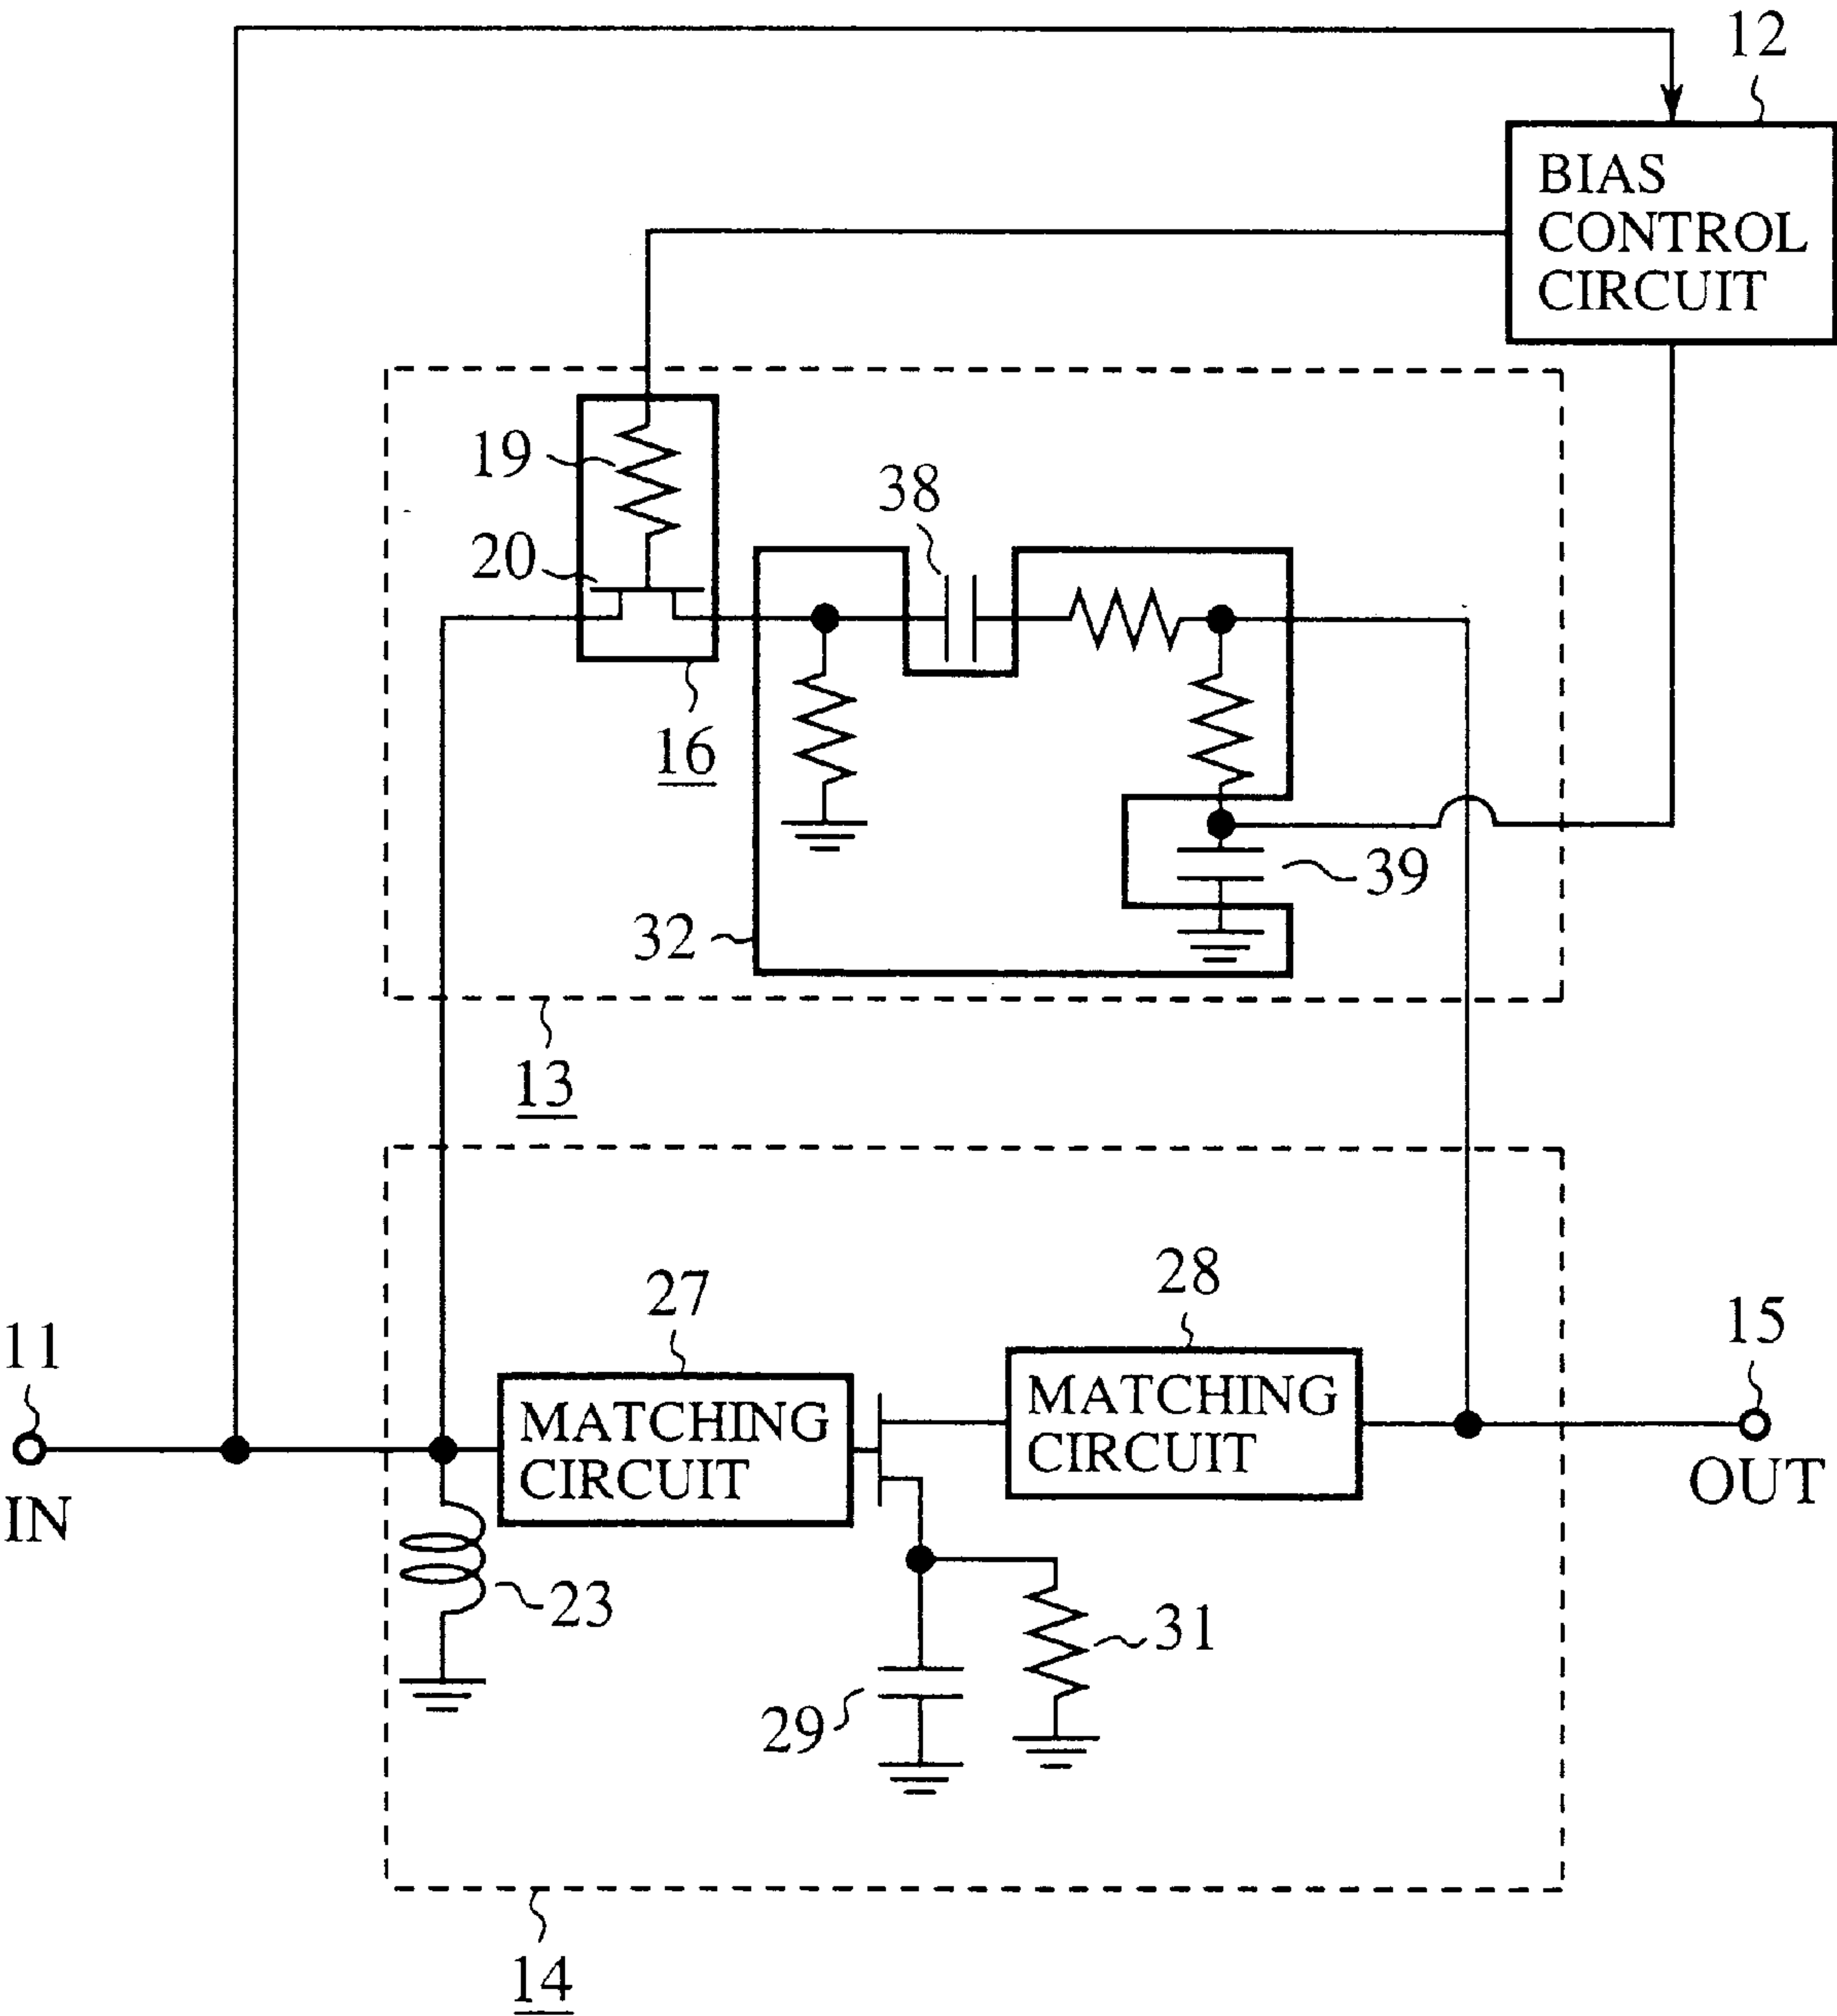 12
BIAS
CONTROL
CIRCUIT
19
38
20
16
39
32
13
27
28
15
11
MATCHING
CIRCUIT
MATCHING
CIRCUIT
IN
OUT
23
31
29
14